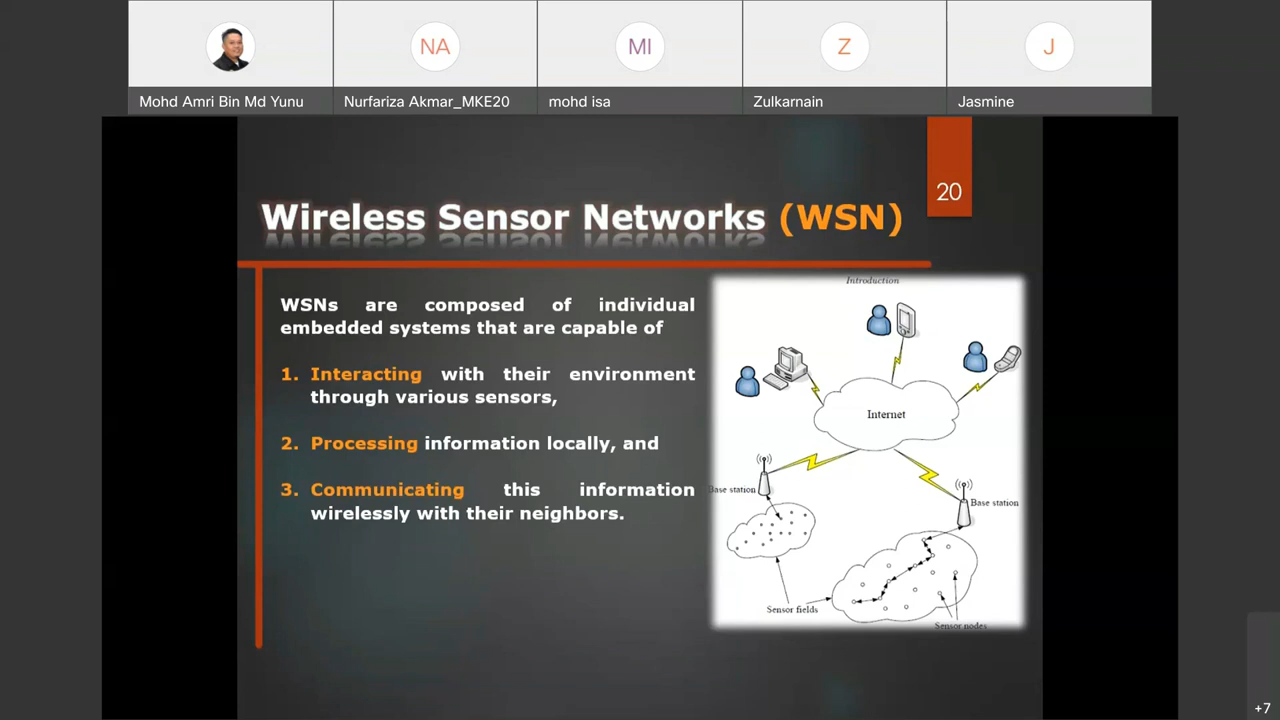 NA
MI
Z
J
Mohd Amri Bin Md Yunu
Nurfariza Akmar_MKE20
mohd isa
Zulkarnain
Jasmine
20
Wireless Sensor Networks (WSN)
WSNs are composed of individual
embedded systems that are capable of
1. Interacting with their environment
through various sensors,
2. Processing information locally, and
3. Communicating this information
wirelessly with their neighbors.
Introduction
Internet
Base station
Base station
Sensor fields
Sensor nodes
+7